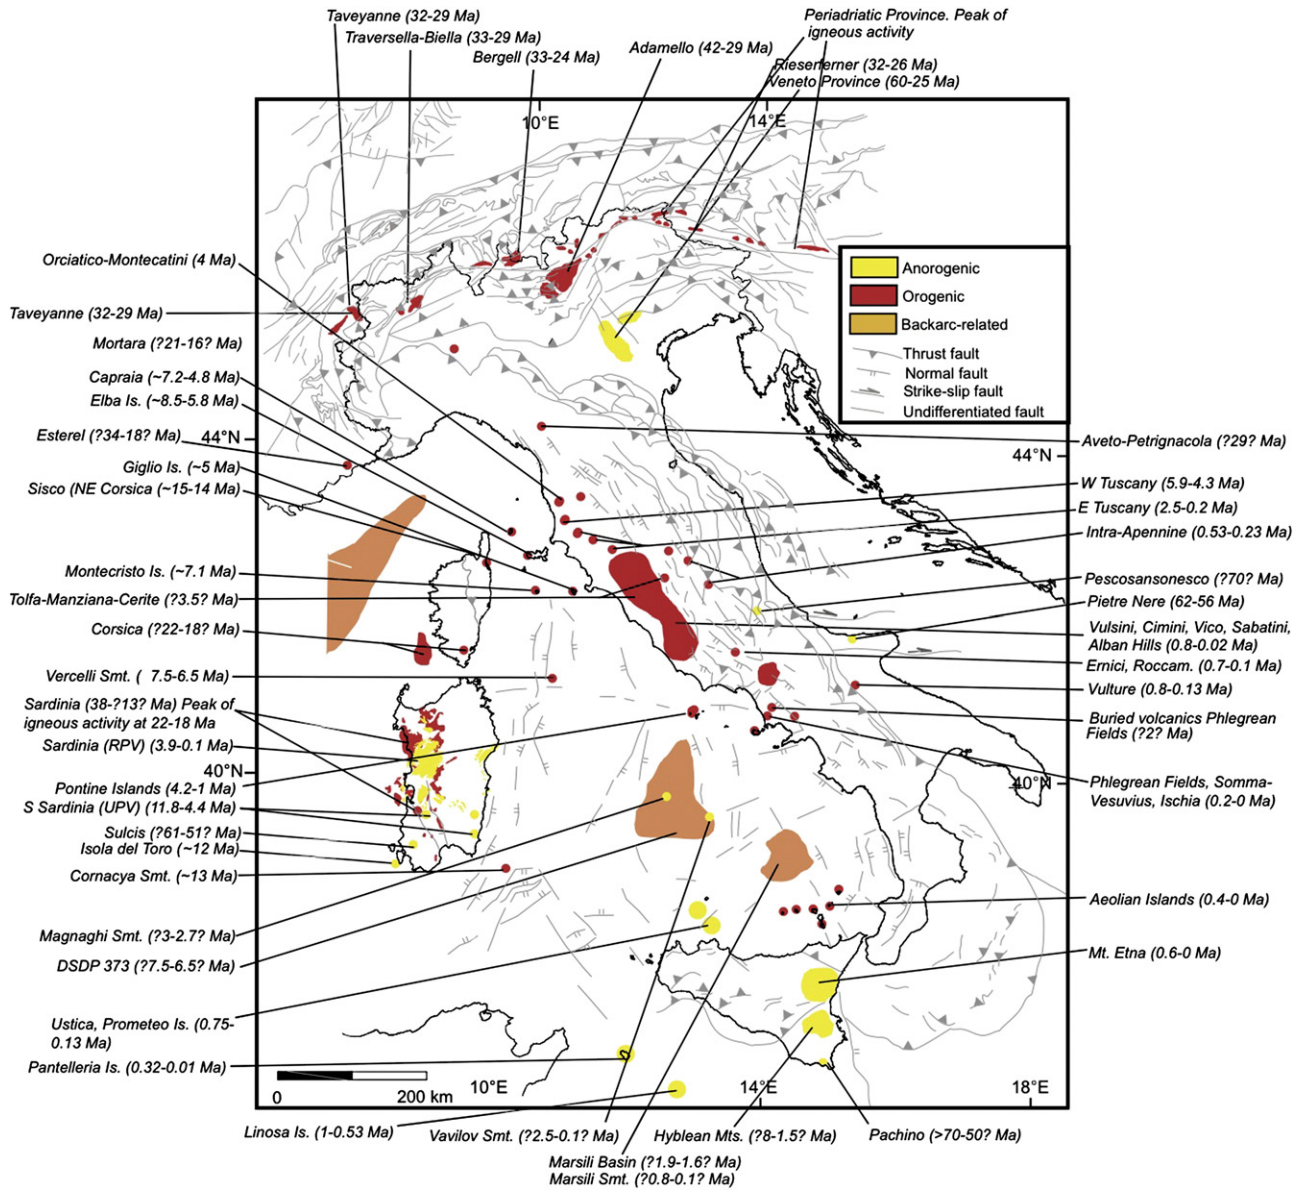 Taveyanne (32-29 Ma)
Traversella-Biella (33-29 Ma)
Bergell (33-24 Ma)
Adamello (42-29 Ma)
Periadriatic Province. Peak of
igneous activity
Rieserferner (32-26 Ma)
Veneto Province (60-25 Ma)
10°E
14°E
Orciatico-Montecatini (4 Ma)
Taveyanne (32-29 Ma)
Mortara (?21-16? Ma)
Capraia (~7.2-4.8 Ma)
Elba Is. (~8.5-5.8 Ma)
Esterel (?34-18? Ma)
44°N
Giglio Is. (~5 Ma)
Sisco (NE Corsica (~15-14 Ma)
Montecristo Is. (~7.1 Ma)
Tolfa-Manziana-Cerite (?3.5? Ma)
Corsica (?22-18? Ma)
Vercelli Smt. ( 7.5-6.5 Ma)
Sardinia (38-?13? Ma) Peak of
igneous activity at 22-18 Ma
Sardinia (RPV) (3.9-0.1 Ma)
40°N
Pontine Islands (4.2-1 Ma)
S Sardinia (UPV) (11.8-4.4 Ma)
Sulcis (?61-51? Ma)
Isola del Toro (~12 Ma)
Cornacya Smt. (~13 Ma)
Magnaghi Smt. (?3-2.7? Ma)
DSDP 373 (?7.5-6.5? Ma)
Ustica, Prometeo Is. (0.75-
0.13 Ma)
Pantelleria Is. (0.32-0.01 Ma)
Anorogenic
Orogenic
Backarc-related
Thrust fault
Normal fault
Strike-slip fault
Undifferentiated fault
Aveto-Petrignacola (?29? Ma)
44°N
W Tuscany (5.9-4.3 Ma)
E Tuscany (2.5-0.2 Ma)
Intra-Apennine (0.53-0.23 Ma)
Pescosansonesco (?70? Ma)
Pietre Nere (62-56 Ma)
Vulsini, Cimini, Vico, Sabatini,
Alban Hills (0.8-0.02 Ma)
Ernici, Roccam. (0.7-0.1 Ma)
Vulture (0.8-0.13 Ma)
Buried volcanics Phlegrean
Fields (?2? Ma)
40°N
Phlegrean Fields, Somma-
Vesuvius, Ischia (0.2-0 Ma)
Aeolian Islands (0.4-0 Ma)
Mt. Etna (0.6-0 Ma)
0
200 km
10°E
14°E
18°E
Linosa Is. (1-0.53 Ma)
Vavilov Smt. (?2.5-0.1? Ma)
Hyblean Mts. (?8-1.5? Ma)
Pachino (>70-50? Ma)
Marsili Basin (?1.9-1.6? Ma)
Marsili Smt. (?0.8-0.1? Ma)